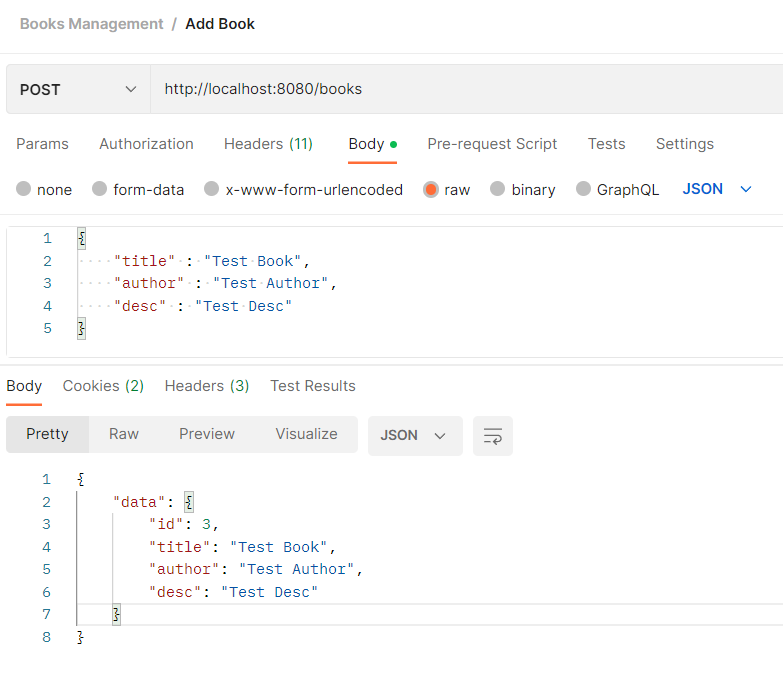 Books Management / Add Book
POST http://localhost:8080/books
Params Authorization Headers (11) Body Pre-request Script Tests Settings
none form-data x-www-form-urlencoded raw binary GraphQL JSON
1 {
2 "title" : "Test Book",
3 "author" : "Test Author",
4 "desc" : "Test Desc"
5 }
Body Cookies (2) Headers (3) Test Results
Pretty Raw Preview Visualize JSON
1 {
2 "data": {
3 "id": 3,
4 "title": "Test Book",
5 "author": "Test Author",
6 "desc": "Test Desc"
7 }
8 }